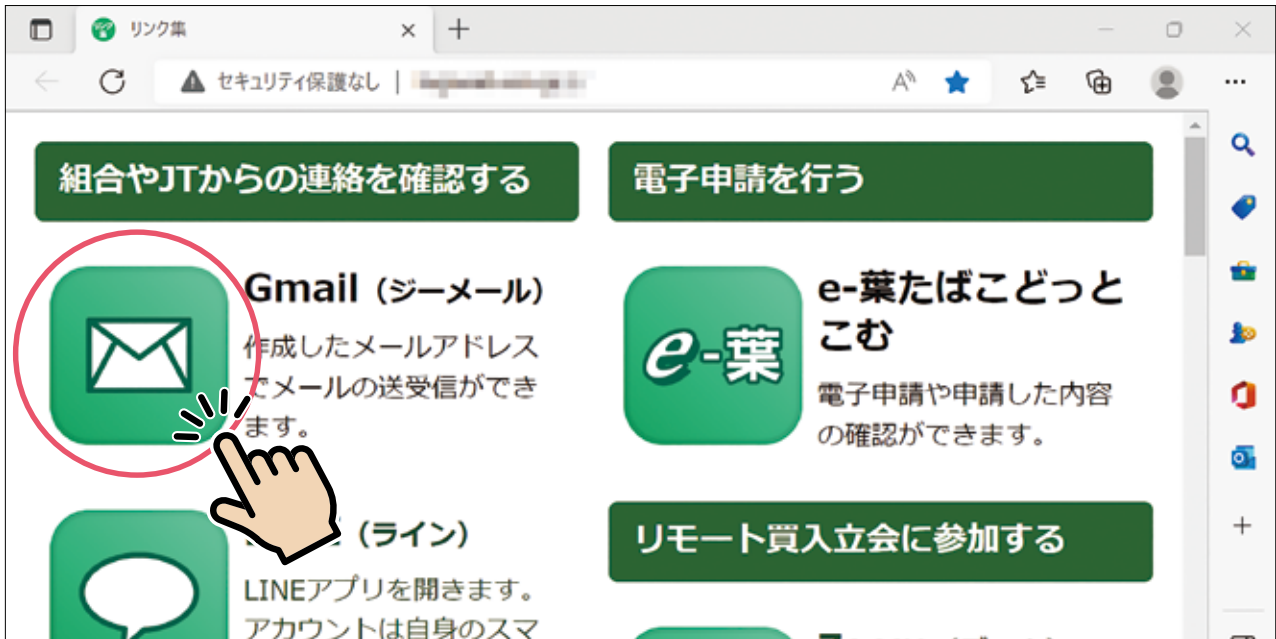 リンク集
セキュリティ保護なし
組合やJTからの連絡を確認する
Gmail（ジーメール）
作成したメールアドレス
でメールの送受信ができ
ます。
（ライン）
LINEアプリを開きます。
アカウントは自身のスマ
電子申請を行う
e-葉
e-葉たばこどっと
こむ
電子申請や申請した内容
の確認ができます。
リモート買入立会に参加する